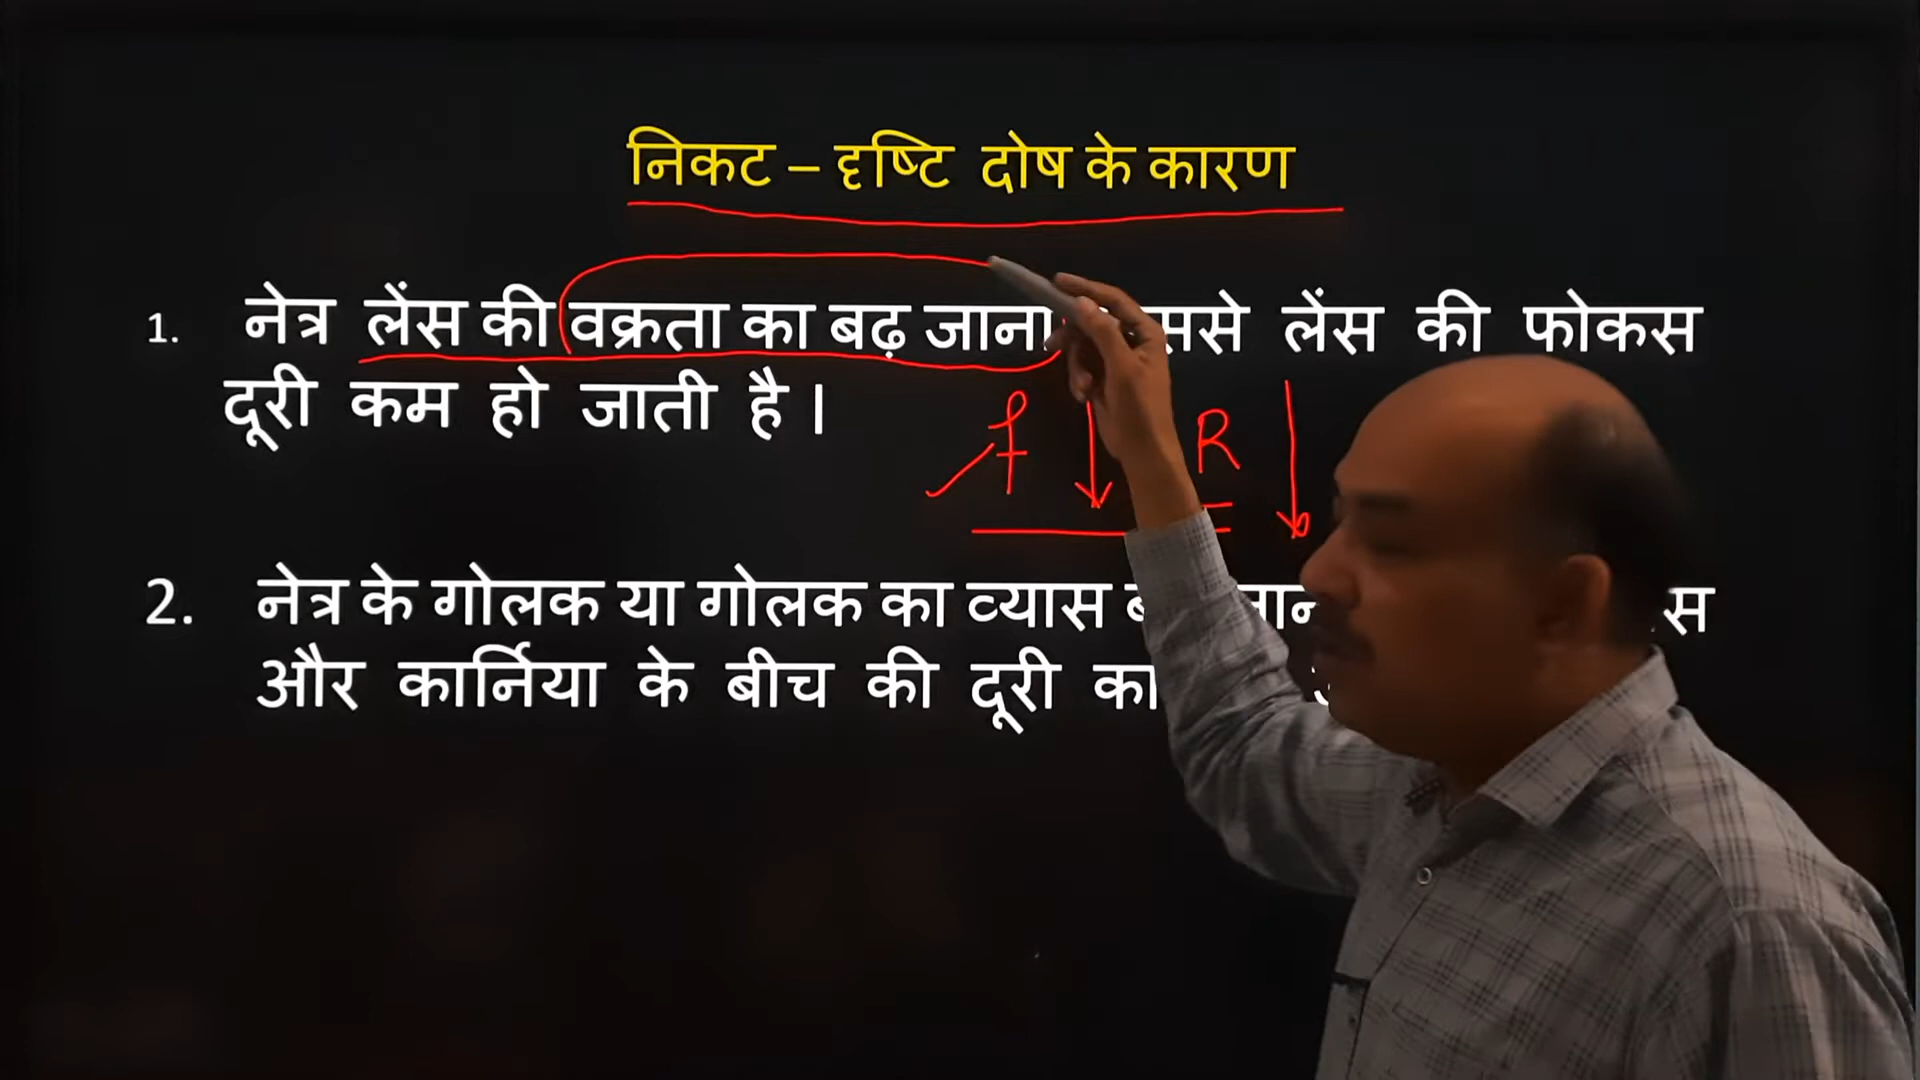 निकट – दृष्टि दोष के कारण
1. नेत्र लेंस की वक्रता का बढ़ जाना लेंस की फोकस
दूरी कम हो जाती है ।
f R
2. नेत्र के गोलक या गोलक का व्यास
और कार्निया के बीच की दूरी